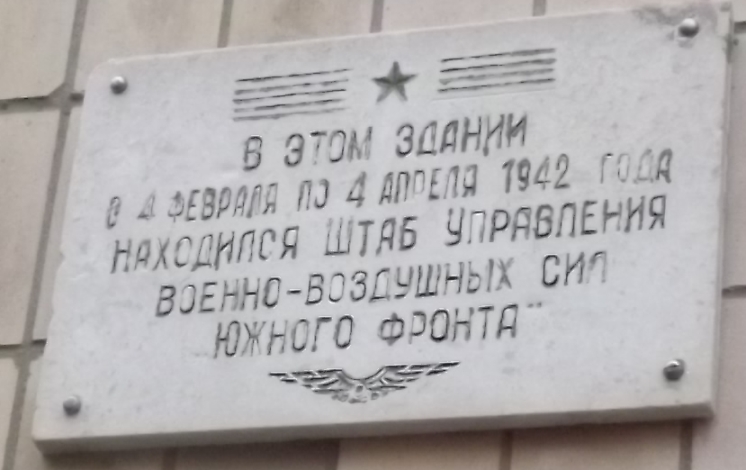 В ЭТОМ ЗДАНИИ
С 4 ФЕВРАЛЯ ПО 4 АПРЕЛЯ 1942 ГОДА
НАХОДИЛСЯ ШТАБ УПРАВЛЕНИЯ
ВОЕННО-ВОЗДУШНЫХ СИЛ
ЮЖНОГО ФРОНТА"